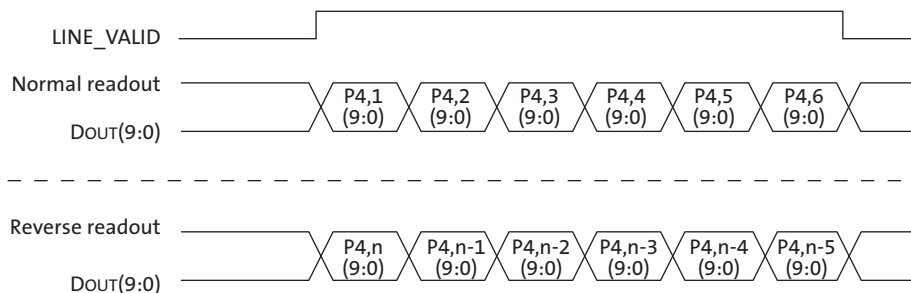 LINE_VALID
Normal readout
P4,1 P4,2 P4,3 P4,4 P4,5 P4,6
(9:0) (9:0) (9:0) (9:0) (9:0) (9:0)
DOUT(9:0)
Reverse readout
P4,n P4,n-1 P4,n-2 P4,n-3 P4,n-4 P4,n-5
(9:0) (9:0) (9:0) (9:0) (9:0) (9:0)
DOUT(9:0)